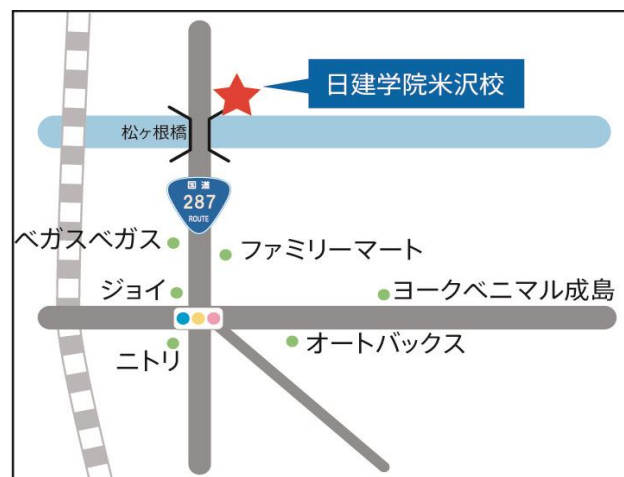 日建学院米沢校
松ヶ根橋
国道
287
ROUTE
ベガスベガス
ファミリーマート
ジョイ
ヨークベニマル成島
ニトリ
オートバックス